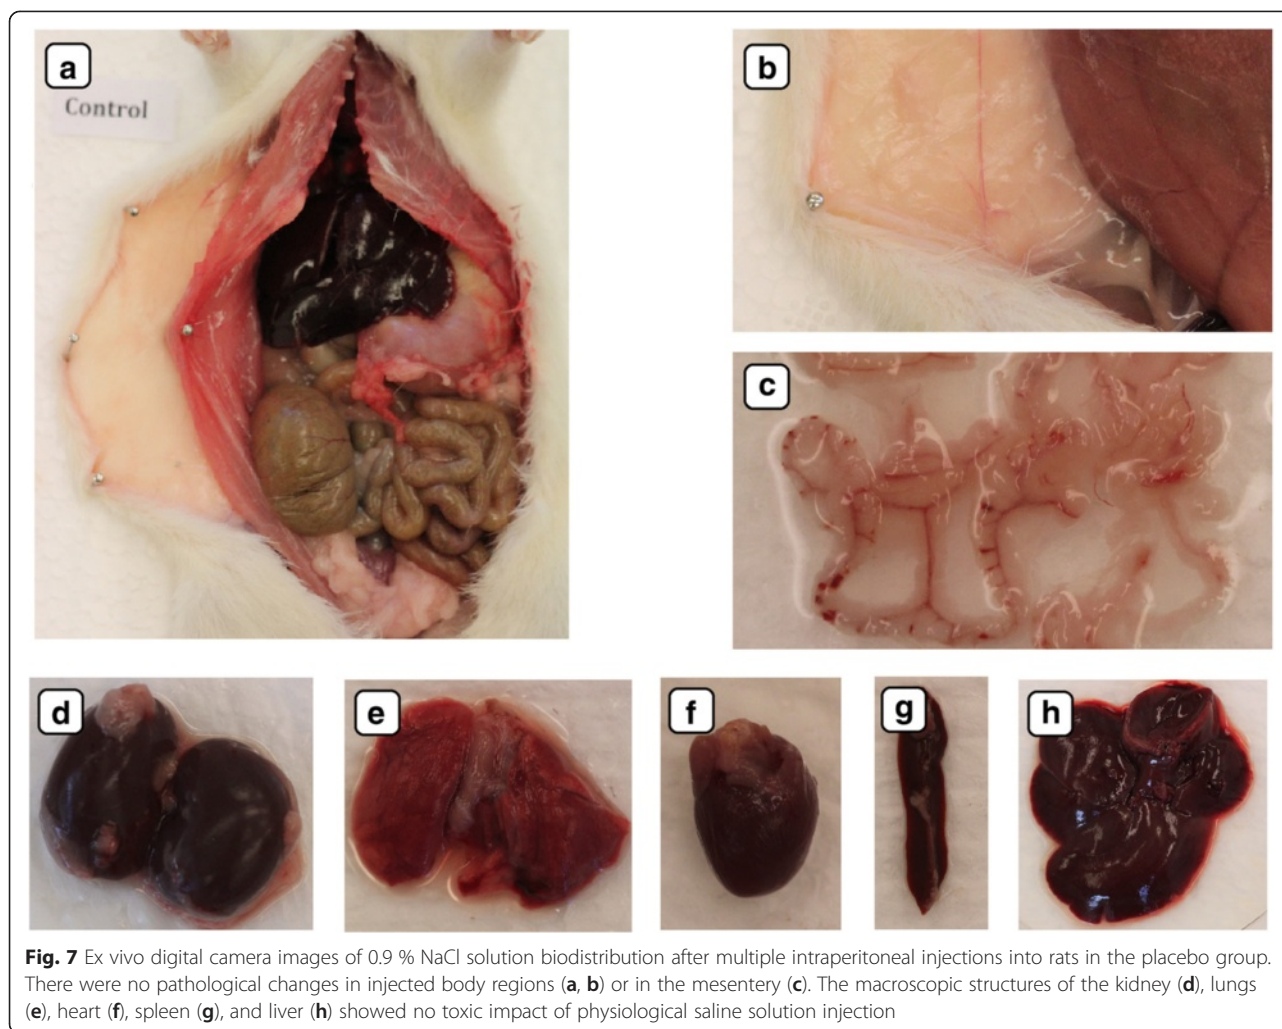 a
Control
b
c
d
e
f
g
h
Fig. 7 Ex vivo digital camera images of 0.9 % NaCl solution biodistribution after multiple intraperitoneal injections into rats in the placebo group.
There were no pathological changes in injected body regions (a, b) or in the mesentery (c). The macroscopic structures of the kidney (d), lungs
(e), heart (f), spleen (g), and liver (h) showed no toxic impact of physiological saline solution injection